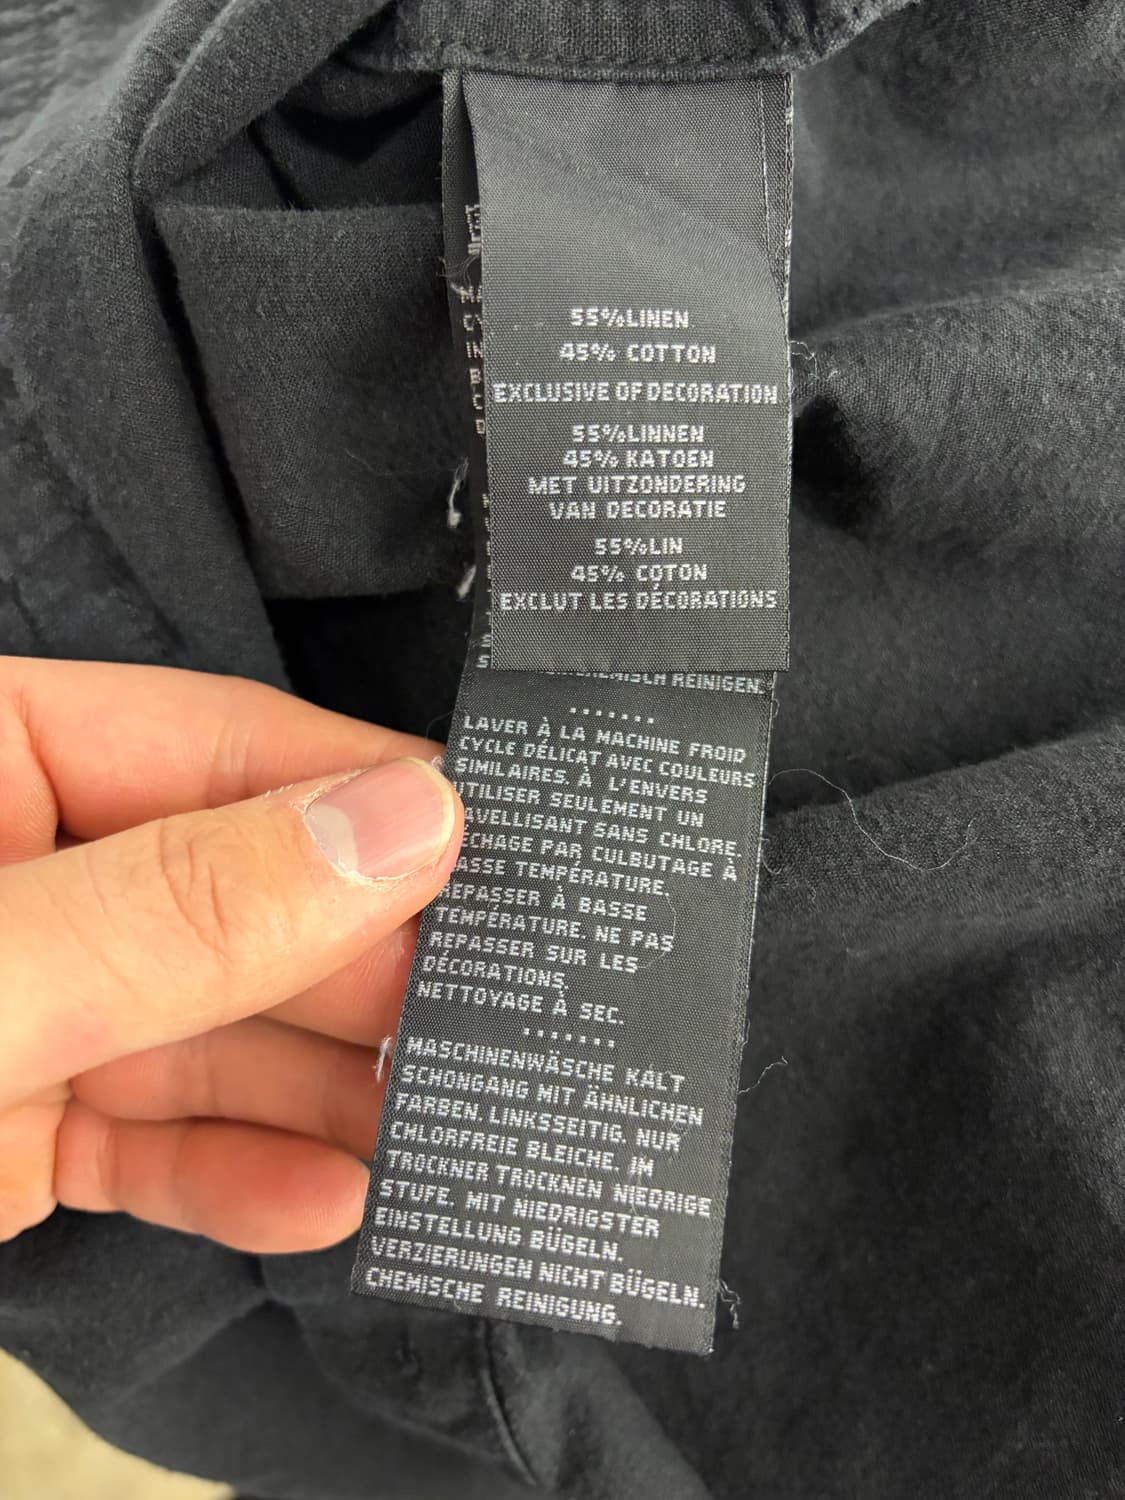 55%LINEN
45% COTTON
EXCLUSIVE OF DECORATION
55%LINNEN
45% KATOEN
MET UITZONDERING
VAN DECORATIE
55%LIN
45% COTON
EXCLUT LES DÉCORATIONS
REINIGEN
.......
LAVER À LA MACHINE FROID
CYCLE DÉLICAT AVEC COULEURS
SIMILAIRES, À L'ENVERS
UTILISER SEULEMENT UN
AVELLISANT SANS CHLORE.
ÉCHAGE PAR CULBUTAGE À
ASSE TEMPÉRATURE,
REPASSER À BASSE
TEMPÉRATURE, NE PAS
REPASSER SUR LES
DÉCORATIONS,
NETTOYAGE À SEC.
.......
MASCHINENWÄSCHE KALT
SCHONGANG MIT ÄHNLICHEN
FARBEN, LINKSSEITIG, NUR
CHLORFREIE BLEICHE, IM
TROCKNER TROCKNEN NIEDRIGE
STUFE, MIT NIEDRIGSTER
EINSTELLUNG BÜGELN,
VERZIERUNGEN NICHT BÜGELN.
CHEMISCHE REINIGUNG.